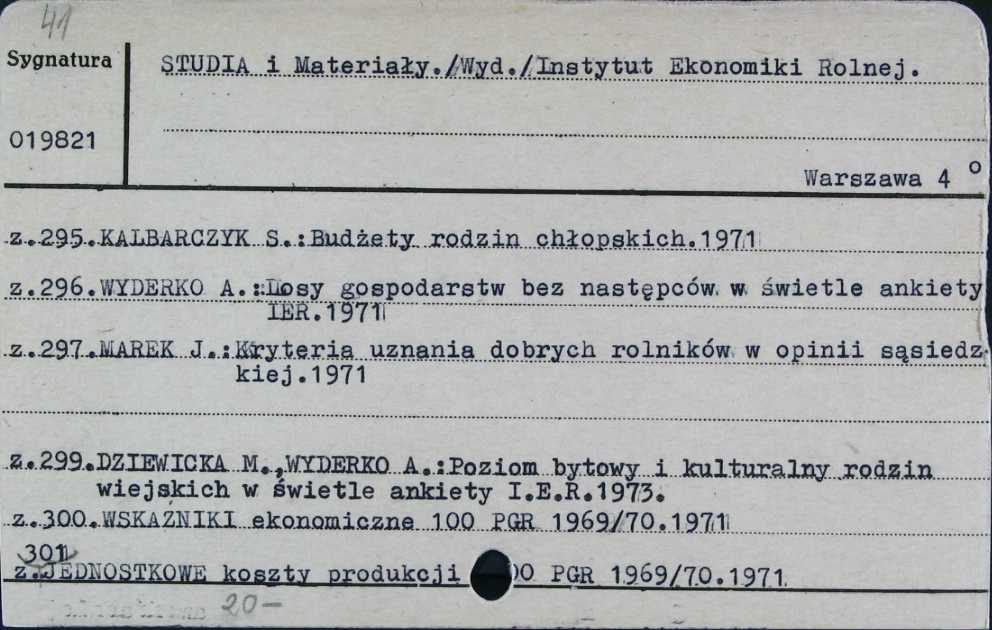 41
Sygnatura
STUDIA i Materiały./Wyd./Instytut Ekonomiki Rolnej.
019821
Warszawa 4 o
z.295.KALBARCZYK S.:Budżety rodzin chłopskich.1971
z.296.WYDERKO A.:Losy gospodarstw bez następców w świetle ankiety
IER.1971
z.297.MAREK J.:Kryteria uznania dobrych rolników w opinii sąsiedz
kiej.1971
z.299.DZIEWICKA M.,WYDERKO A.:Poziom bytowy i kulturalny rodzin
wiejskich w świetle ankiety I.E.R.1973.
z.300.WSKAŹNIKI ekonomiczne 100 PGR 1969/70.1971
301
z.JEDNOSTKOWE koszty produkcji 00 PGR 1969/70.1971
20-